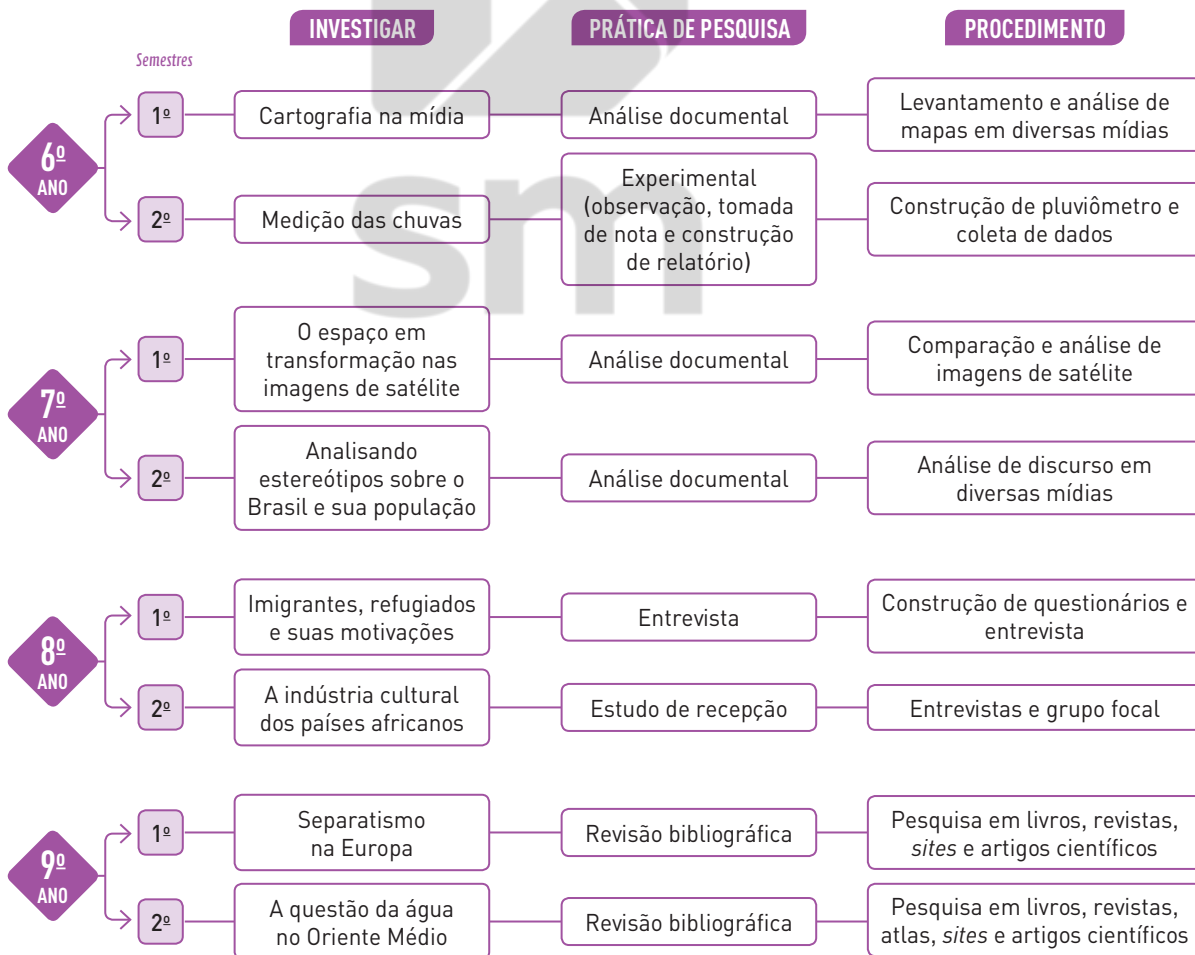 INVESTIGAR
PRÁTICA DE PESQUISA
PROCEDIMENTO
Semestres
6º
ANO
1º
Cartografia na mídia
Análise documental
Levantamento e análise de
mapas em diversas mídias
2º
Medição das chuvas
Experimental
(observação, tomada
de nota e construção
de relatório)
Construção de pluviômetro e
coleta de dados
7º
ANO
1º
O espaço em
transformação nas
imagens de satélite
Análise documental
Comparação e análise de
imagens de satélite
2º
Analisando
estereótipos sobre o
Brasil e sua população
Análise documental
Análise de discurso em
diversas mídias
8º
ANO
1º
Imigrantes, refugiados
e suas motivações
Entrevista
Construção de questionários e
entrevista
2º
A indústria cultural
dos países africanos
Estudo de recepção
Entrevistas e grupo focal
9º
ANO
1º
Separatismo
na Europa
Revisão bibliográfica
Pesquisa em livros, revistas,
sites e artigos científicos
2º
A questão da água
no Oriente Médio
Revisão bibliográfica
Pesquisa em livros, revistas,
atlas, sites e artigos científicos
sm